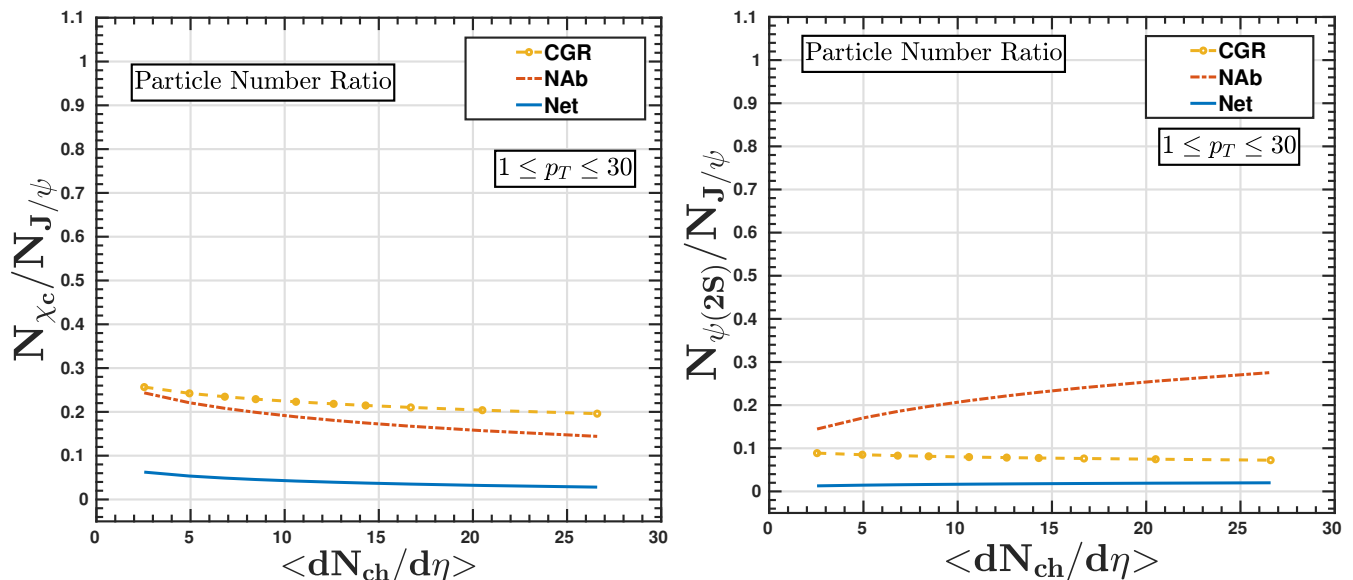 1.1
1
0.9
0.8
0.7
0.6
0.5
0.4
0.3
0.2
0.1
0
Particle Number Ratio
CGR
NAb
Net
1 ≤ p_T ≤ 30
N_χc/N_J/ψ
0 5 10 15 20 25 30
<dN_ch/dη>
1.1
1
0.9
0.8
0.7
0.6
0.5
0.4
0.3
0.2
0.1
0
Particle Number Ratio
CGR
NAb
Net
1 ≤ p_T ≤ 30
N_ψ(2S)/N_J/ψ
0 5 10 15 20 25 30
<dN_ch/dη>